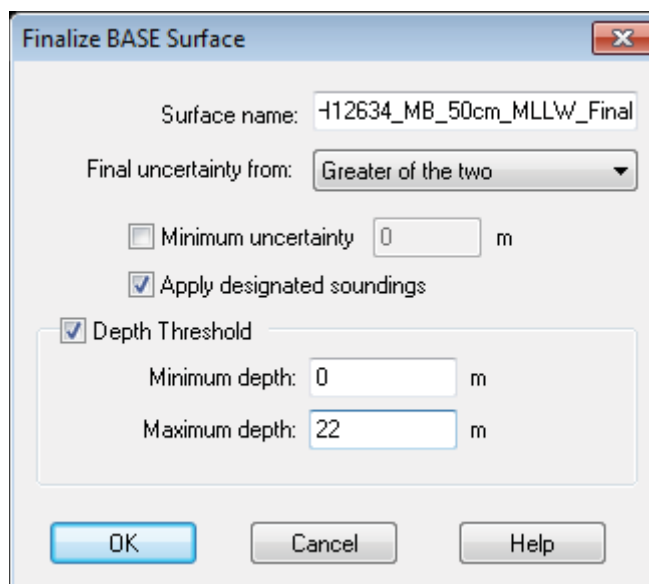 Finalize BASE Surface
Surface name: H12634_MB_50cm_MLLW_Final
Final uncertainty from: Greater of the two
Minimum uncertainty 0 m
Apply designated soundings
Depth Threshold
Minimum depth: 0 m
Maximum depth: 22 m
OK Cancel Help